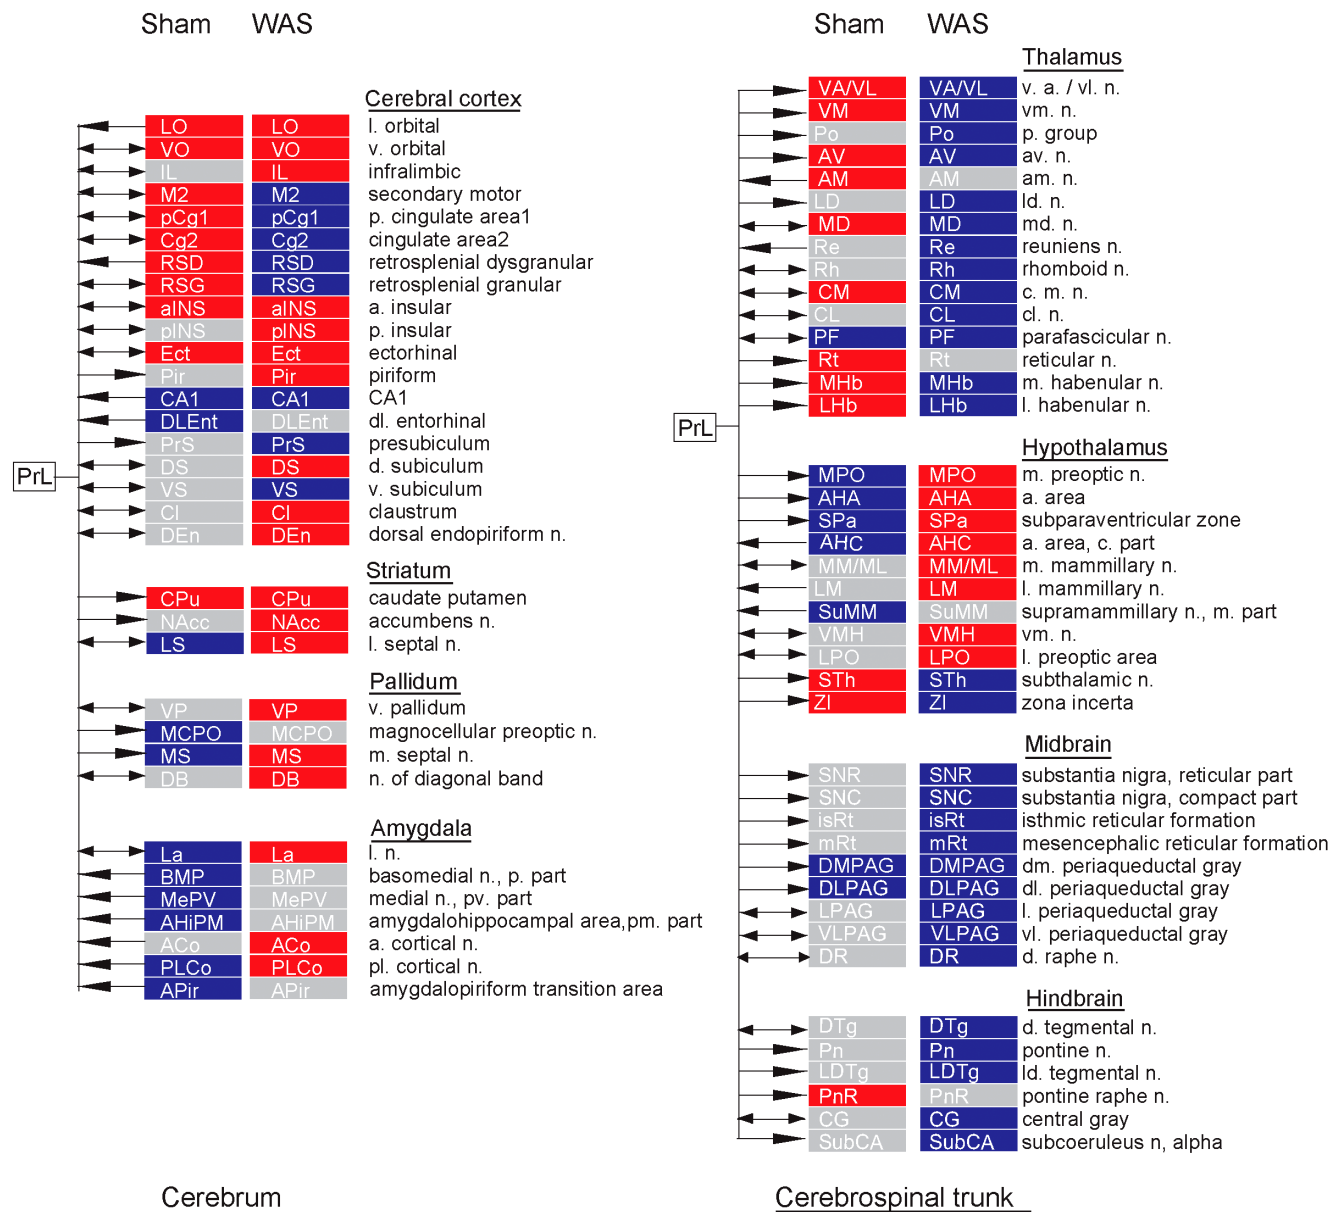 Sham WAS
Cerebral cortex
LO LO l. orbital
VO VO v. orbital
IL IL infralimbic
M2 M2 secondary motor
pCg1 pCg1 p. cingulate area1
Cg2 Cg2 cingulate area2
RSD RSD retrosplenial dysgranular
RSG RSG retrosplenial granular
aINS aINS a. insular
pINS pINS p. insular
Ect Ect ectorhinal
Pir Pir piriform
CA1 CA1 CA1
DLEnt DLEnt dl. entorhinal
PrS PrS presubiculum
DS DS d. subiculum
PrL
VS VS v. subiculum
Cl Cl claustrum
DEn DEn dorsal endopiriform n.
Striatum
CPu CPu caudate putamen
NAcc NAcc accumbens n.
LS LS l. septal n.
Pallidum
VP VP v. pallidum
MCPO MCPO magnocellular preoptic n.
MS MS m. septal n.
DB DB n. of diagonal band
Amygdala
La La l. n.
BMP BMP basomedial n., p. part
MePV MePV medial n., pv. part
AHiPM AHiPM amygdalohippocampal area,pm. part
ACo ACo a. cortical n.
PLCo PLCo pl. cortical n.
APir APir amygdalopiriform transition area
Cerebrum
Sham WAS
Thalamus
VA/VL VA/VL v. a. / vl. n.
VM VM vm. n.
Po Po p. group
AV AV av. n.
AM AM am. n.
LD LD ld. n.
MD MD md. n.
Re Re reuniens n.
Rh Rh rhomboid n.
CM CM c. m. n.
CL CL cl. n.
PF PF parafascicular n.
Rt Rt reticular n.
MHb MHb m. habenular n.
LHb LHb l. habenular n.
PrL
Hypothalamus
MPO MPO m. preoptic n.
AHA AHA a. area
SPa SPa subparaventricular zone
AHC AHC a. area, c. part
MM/ML MM/ML m. mammillary n.
LM LM l. mammillary n.
SuMM SuMM supramammillary n., m. part
VMH VMH vm. n.
LPO LPO l. preoptic area
STh STh subthalamic n.
ZI ZI zona incerta
Midbrain
SNR SNR substantia nigra, reticular part
SNC SNC substantia nigra, compact part
isRt isRt isthmic reticular formation
mRt mRt mesencephalic reticular formation
DMPAG DMPAG dm. periaqueductal gray
DLPAG DLPAG dl. periaqueductal gray
LPAG LPAG l. periaqueductal gray
VLPAG VLPAG vl. periaqueductal gray
DR DR d. raphe n.
Hindbrain
DTg DTg d. tegmental n.
Pn Pn pontine n.
LDTg LDTg ld. tegmental n.
PnR PnR pontine raphe n.
CG CG central gray
SubCA SubCA subcoeruleus n, alpha
Cerebrospinal trunk